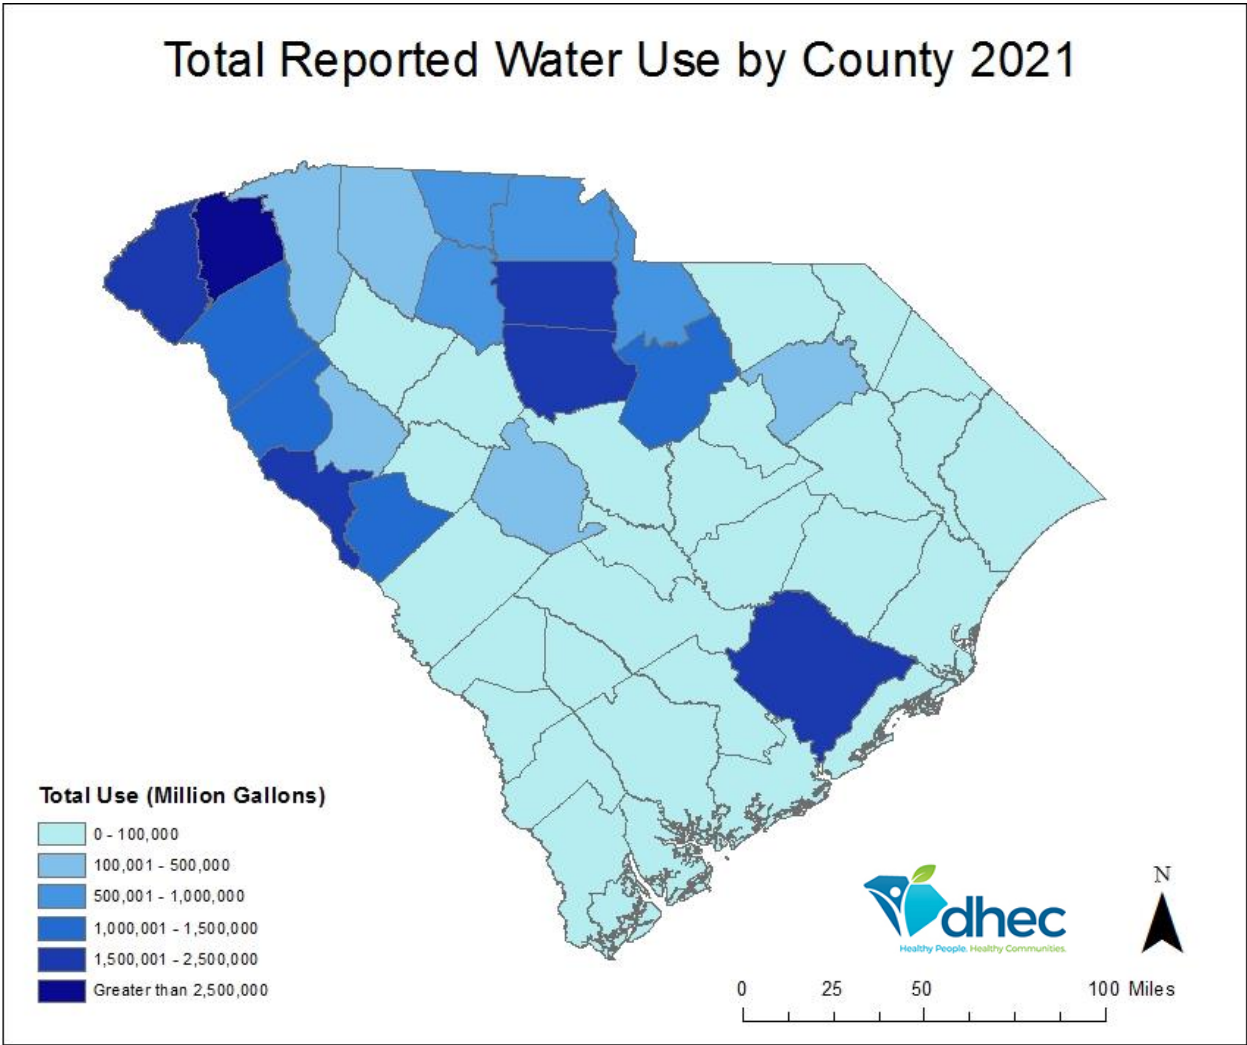 Total Reported Water Use by County 2021
Total Use (Million Gallons)
0 - 100,000
100,001 - 500,000
500,001 - 1,000,000
1,000,001 - 1,500,000
1,500,001 - 2,500,000
Greater than 2,500,000
dhec
Healthy People. Healthy Communities.
N
0 25 50 100 Miles